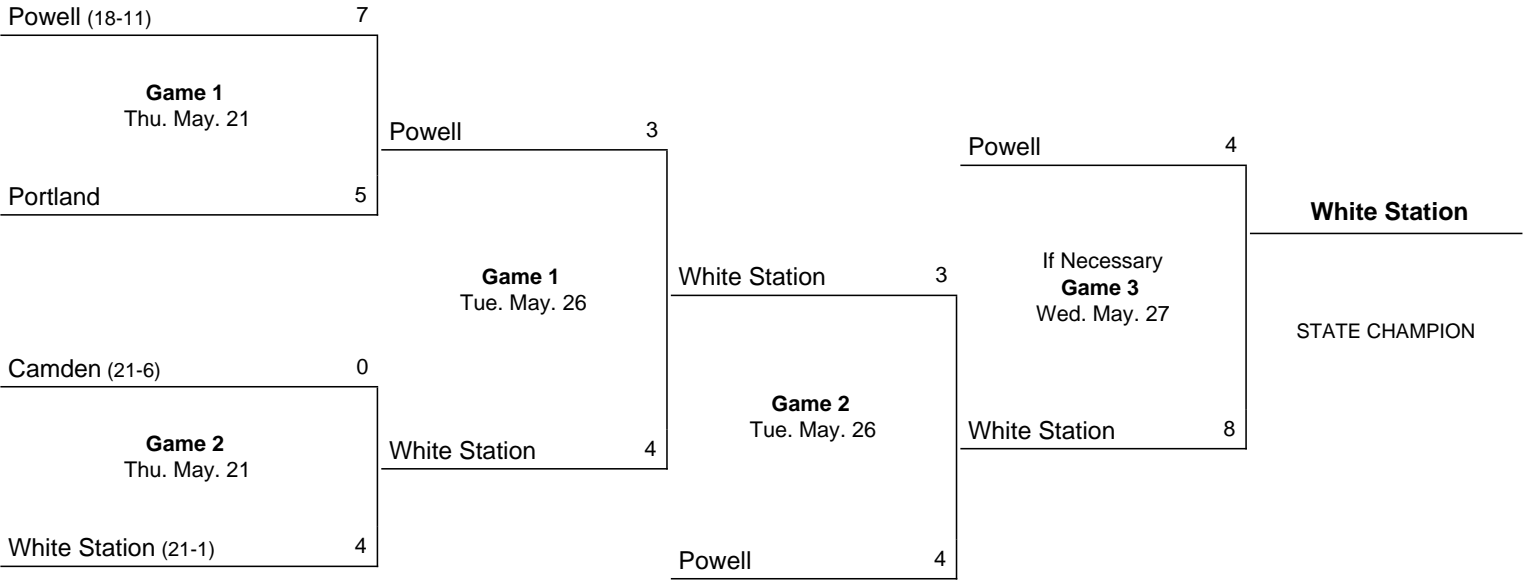 Powell (18-11) 7
Game 1
Thu. May. 21
Portland 5
Camden (21-6) 0
Game 2
Thu. May. 21
White Station (21-1) 4
Powell 3
Game 1
Tue. May. 26
White Station 4
White Station 3
Game 2
Tue. May. 26
Powell 4
Powell 4
If Necessary
Game 3
Wed. May. 27
White Station 8
White Station
STATE CHAMPION